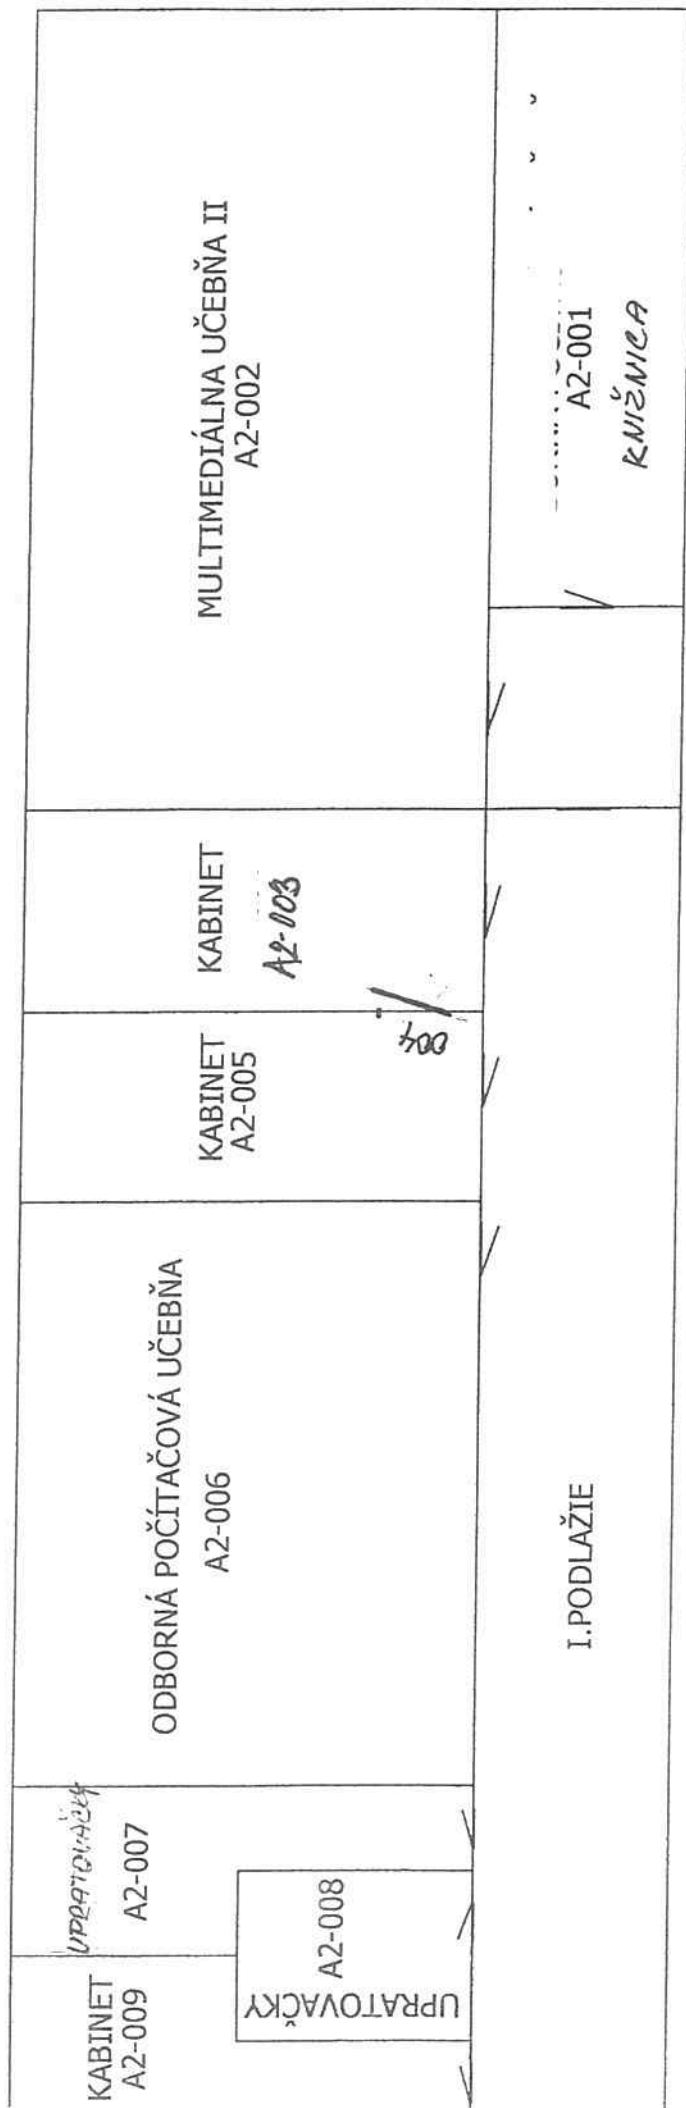 KABINET
A2-009
UPRATOVAČKY
A2-007
UPRATOVAČKY
A2-008
ODBORNÁ POČÍTAČOVÁ UČEBŇA
A2-006
KABINET
A2-005
004
KABINET
A2-003
MULTIMEDIÁLNA UČEBŇA II
A2-002
A2-001
KNIŽNICA
I.PODLAŽIE